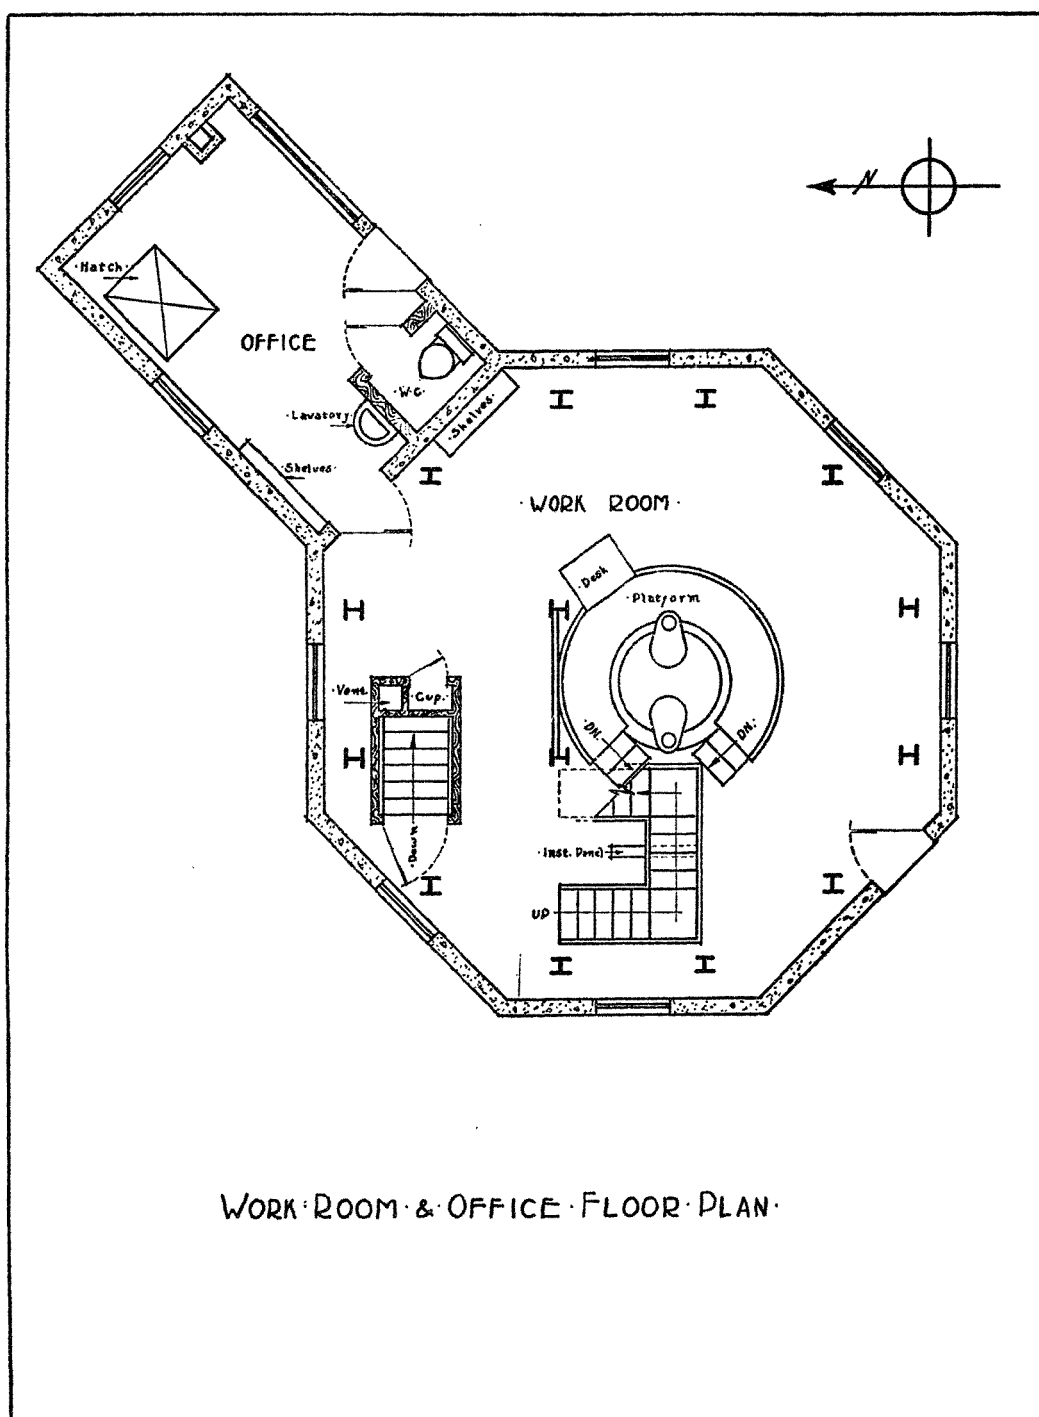 N
·Hatch·
OFFICE
·W·C·
·Lavatory
·Shelves·
·Shelves·
·WORK ROOM·
·Desk
·Platform
·Vent.
·Cup.
DN.
DN.
Down
·Inst. Panel
UP
WORK·ROOM·&·OFFICE·FLOOR·PLAN·